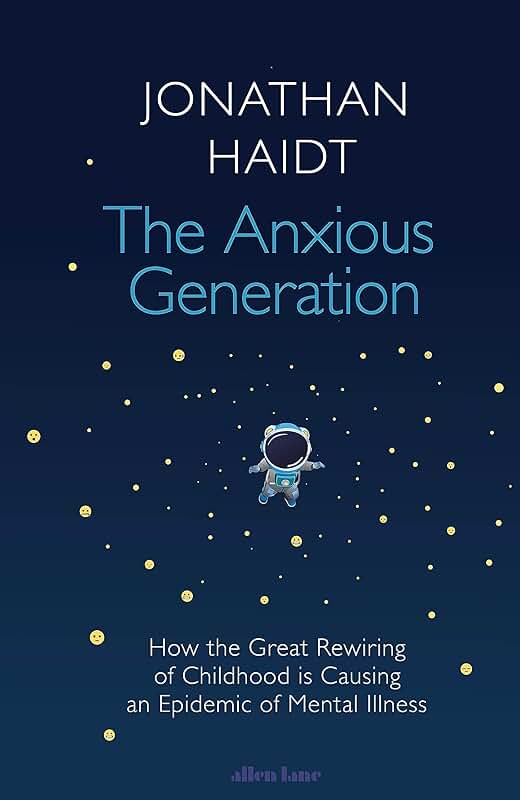 JONATHAN
HAIDT
The Anxious
Generation
How the Great Rewiring
of Childhood is Causing
an Epidemic of Mental Illness
allen lane